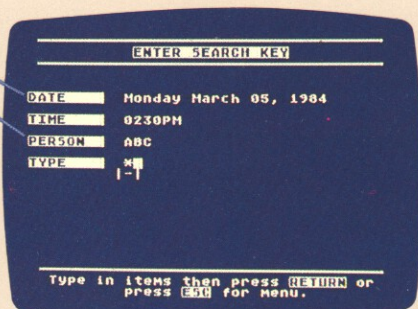 ENTER SEARCH KEY
DATE Monday March 05, 1984
TIME 0230PM
PERSON ABC
TYPE *
|-|
Type in items then press RETURN or
press ESC for menu.